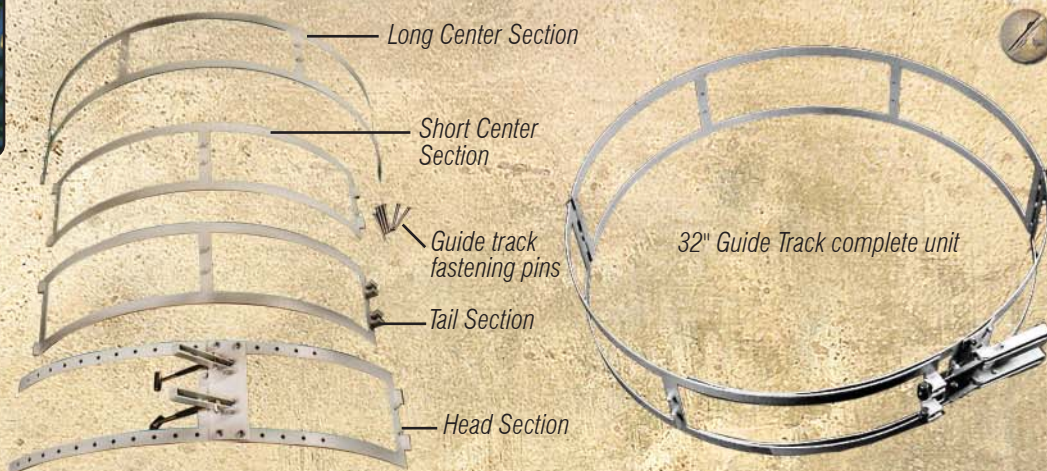 Long Center Section
Short Center
Section
Guide track
fastening pins
Tail Section
Head Section
32" Guide Track complete unit